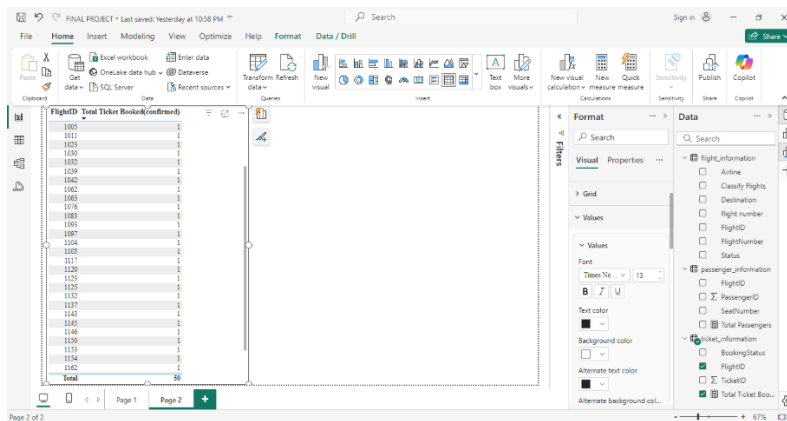 FINAL PROJECT • Last saved: Yesterday at 10:58 PM
Search
Sign in
File Home Insert Modeling View Optimize Help Format Data / Drill
Share
Paste
Get data
Excel workbook
OneLake data hub
SQL Server
Enter data
Dataverse
Recent sources
Transform data
Refresh
New visual
Text box
More visuals
New visual calculation
New measure
Quick measure
Sensitivity
Publish
Copilot
Clipboard Data Queries Insert Calculations Sensitivity Share Copilot
FlightID Total Ticket Booked(confirmed)
1005 1
1011 1
1023 1
1030 1
1032 1
1039 1
1042 1
1062 1
1063 1
1076 1
1083 1
1093 1
1097 1
1104 1
1105 1
1117 1
1120 1
1123 1
1125 1
1132 1
1137 1
1143 1
1145 1
1146 1
1150 1
1153 1
1154 1
1162 1
Total 50
Filters
Format
Search
Visual Properties
Grid
Values
Values
Font
Times Ne... 13
B I U
Text color
Background color
Alternate text color
Alternate background col...
Data
Search
flight_information
Airline
Classify Flights
Destination
flight number
FlightID
FlightNumber
Status
passenger_information
FlightID
PassengerID
SeatNumber
Total Passengers
ticket_information
BookingStatus
FlightID
TicketID
Total Ticket Boo...
Page 1
Page 2
Page 2 of 2
67%